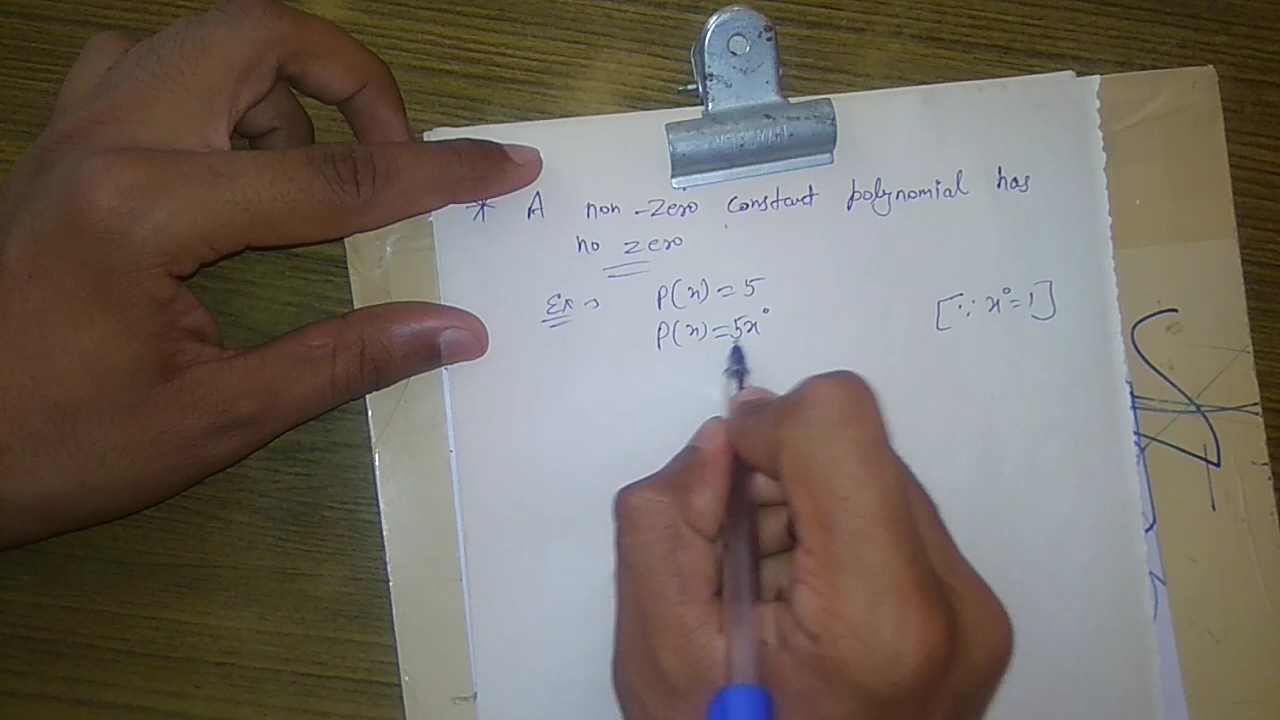 * A non-zero constant polynomial has
no zero
Ex → P(x) = 5 [∵ x° = 1]
P(x) = 5x°